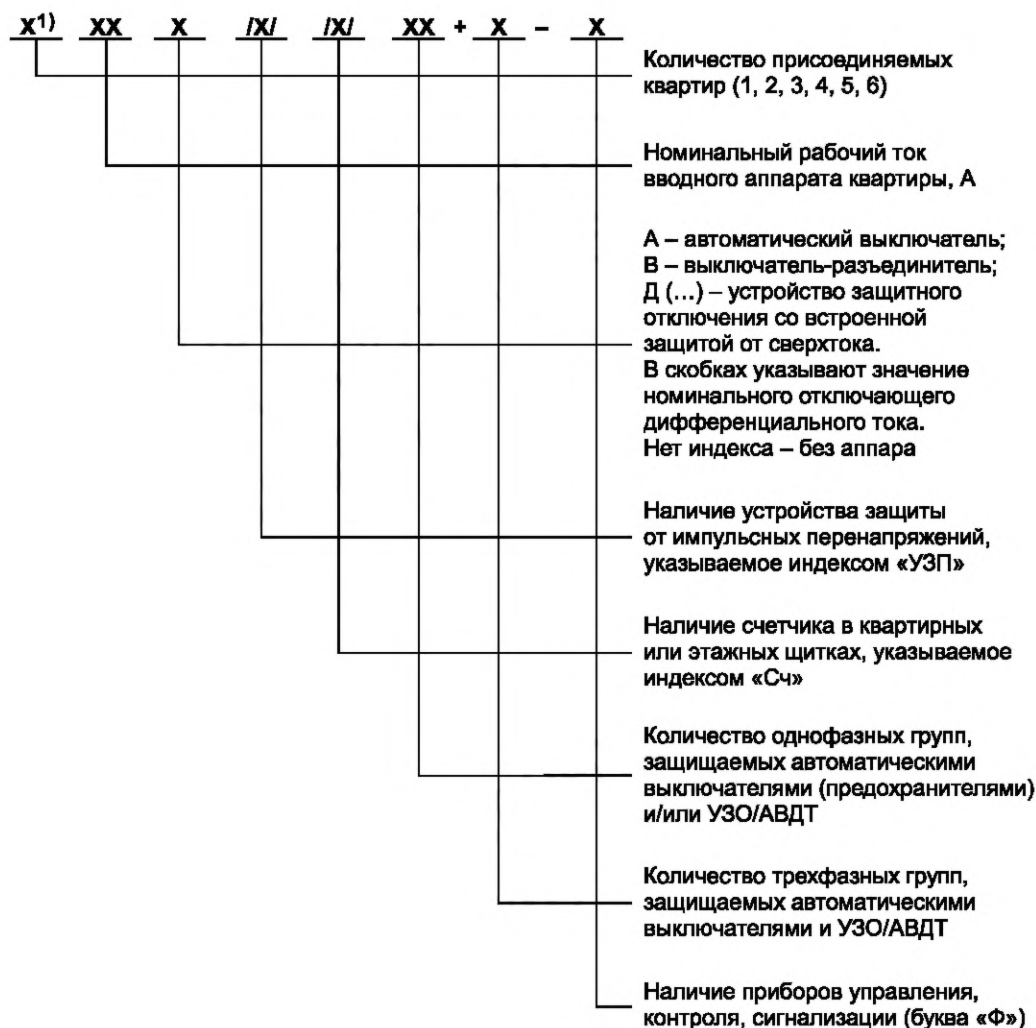 X1) XX X /X/ /X/ XX + X – X
Количество присоединяемых
квартир (1, 2, 3, 4, 5, 6)
Номинальный рабочий ток
вводного аппарата квартиры, А
А – автоматический выключатель;
В – выключатель-разъединитель;
Д (...) – устройство защитного
отключения со встроенной
защитой от сверхтока.
В скобках указывают значение
номинального отключающего
дифференциального тока.
Нет индекса – без аппара
Наличие устройства защиты
от импульсных перенапряжений,
указываемое индексом «УЗП»
Наличие счетчика в квартирных
или этажных щитках, указываемое
индексом «Сч»
Количество однофазных групп,
защищаемых автоматическими
выключателями (предохранителями)
и/или УЗО/АВДТ
Количество трехфазных групп,
защищаемых автоматическими
выключателями и УЗО/АВДТ
Наличие приборов управления,
контроля, сигнализации (буква «Ф»)